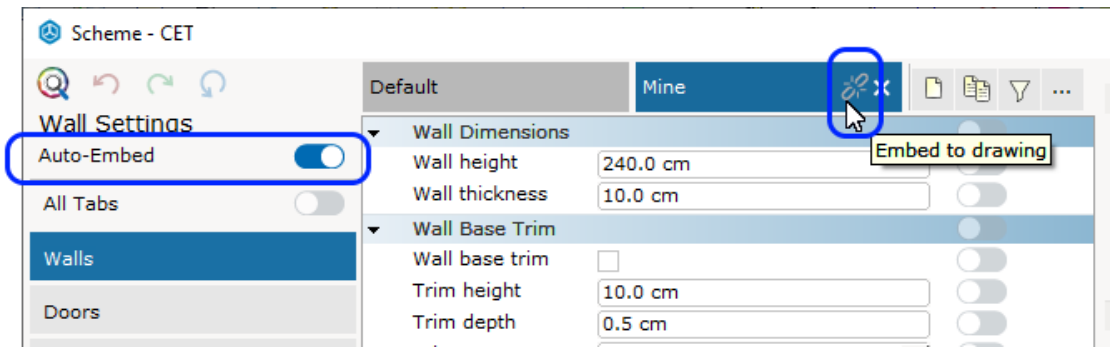 Scheme - CET
Default
Mine
Wall Settings
Auto-Embed
All Tabs
Walls
Doors
Embed to drawing
Wall Dimensions
Wall height 240.0 cm
Wall thickness 10.0 cm
Wall Base Trim
Wall base trim
Trim height 10.0 cm
Trim depth 0.5 cm